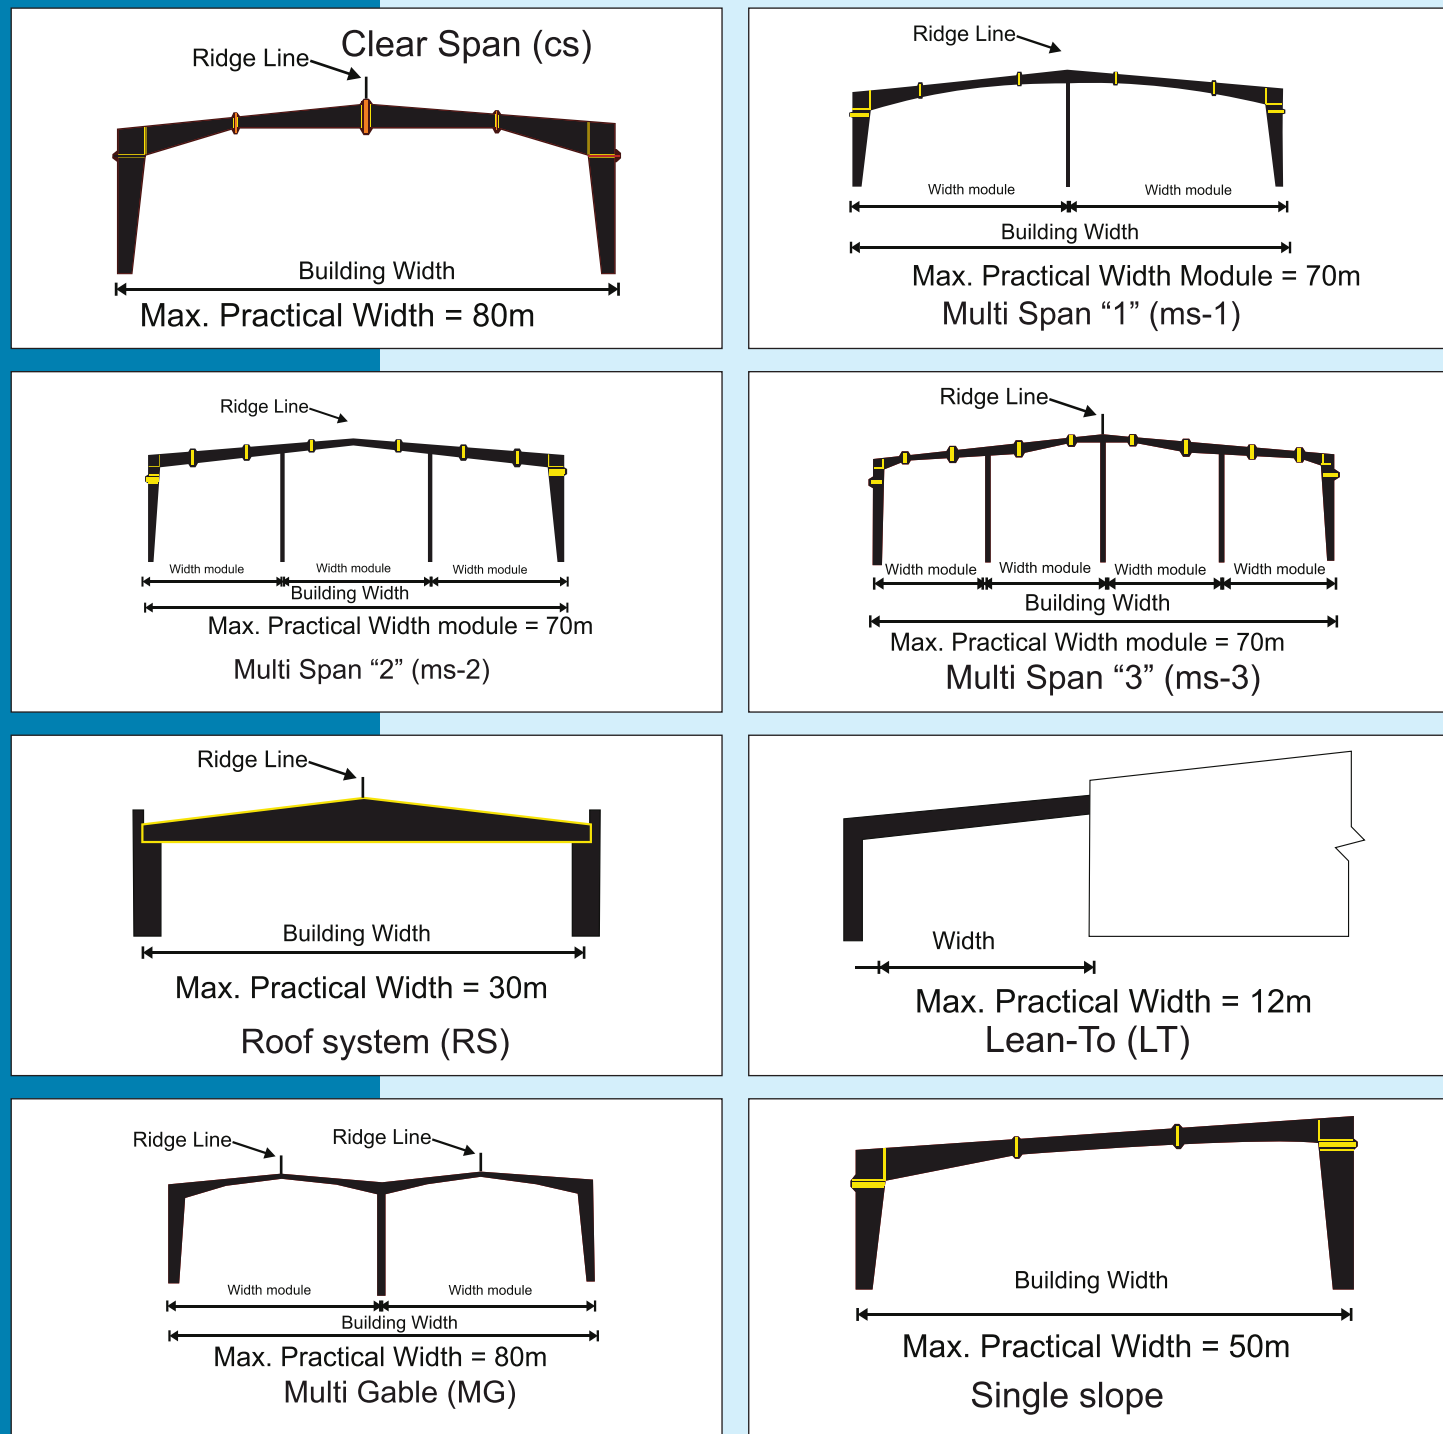 Clear Span (cs)
Ridge Line
Building Width
Max. Practical Width = 80m
Ridge Line
Width module
Width module
Building Width
Max. Practical Width Module = 70m
Multi Span “1” (ms-1)
Ridge Line
Width module
Width module
Width module
Building Width
Max. Practical Width module = 70m
Multi Span “2” (ms-2)
Ridge Line
Width module
Width module
Width module
Width module
Building Width
Max. Practical Width module = 70m
Multi Span “3” (ms-3)
Ridge Line
Building Width
Max. Practical Width = 30m
Roof system (RS)
Width
Max. Practical Width = 12m
Lean-To (LT)
Ridge Line
Ridge Line
Width module
Width module
Building Width
Max. Practical Width = 80m
Multi Gable (MG)
Building Width
Max. Practical Width = 50m
Single slope